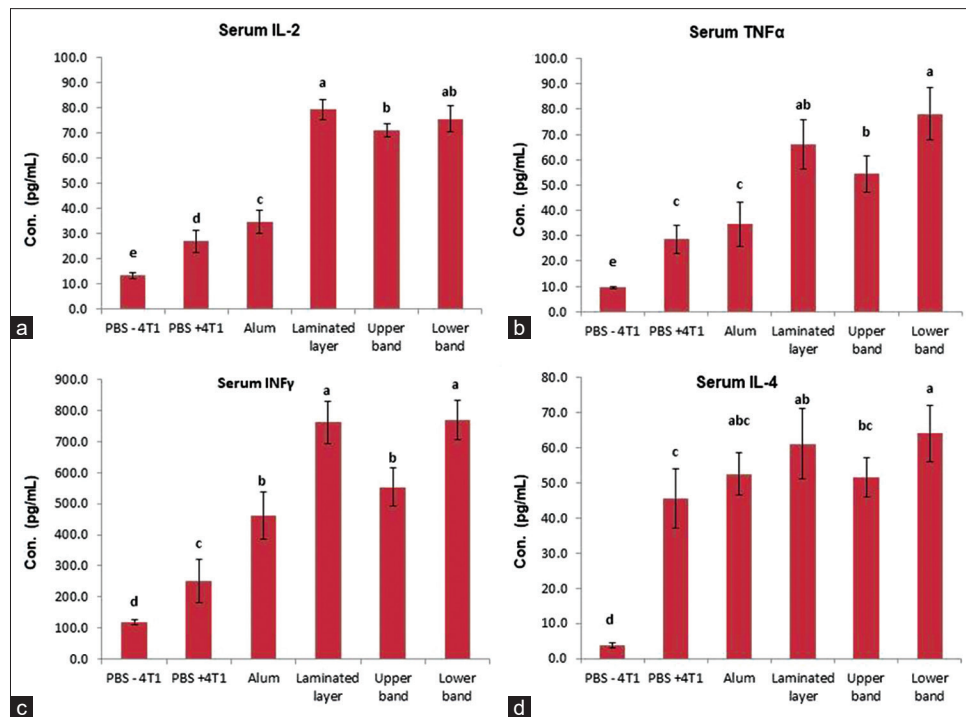 Serum IL-2
Con. (pg/mL)
100.0
90.0
80.0
70.0
60.0
50.0
40.0
30.0
20.0
10.0
0.0
e
d
c
a
b
ab
PBS - 4T1
PBS +4T1
Alum
Laminated
layer
Upper
band
Lower
band
a
Serum TNFα
Con. (pg/mL)
100.0
90.0
80.0
70.0
60.0
50.0
40.0
30.0
20.0
10.0
0.0
e
c
c
ab
b
a
PBS - 4T1
PBS +4T1
Alum
Laminated
layer
Upper
band
Lower
band
b
Serum INFγ
Con. (pg/mL)
900.0
800.0
700.0
600.0
500.0
400.0
300.0
200.0
100.0
0.0
d
c
b
a
b
a
PBS - 4T1
PBS +4T1
Alum
Laminated
layer
Upper
band
Lower
band
c
Serum IL-4
Con. (pg/mL)
80.0
70.0
60.0
50.0
40.0
30.0
20.0
10.0
0.0
d
c
abc
ab
bc
a
PBS - 4T1
PBS +4T1
Alum
Laminated
layer
Upper
band
Lower
band
d